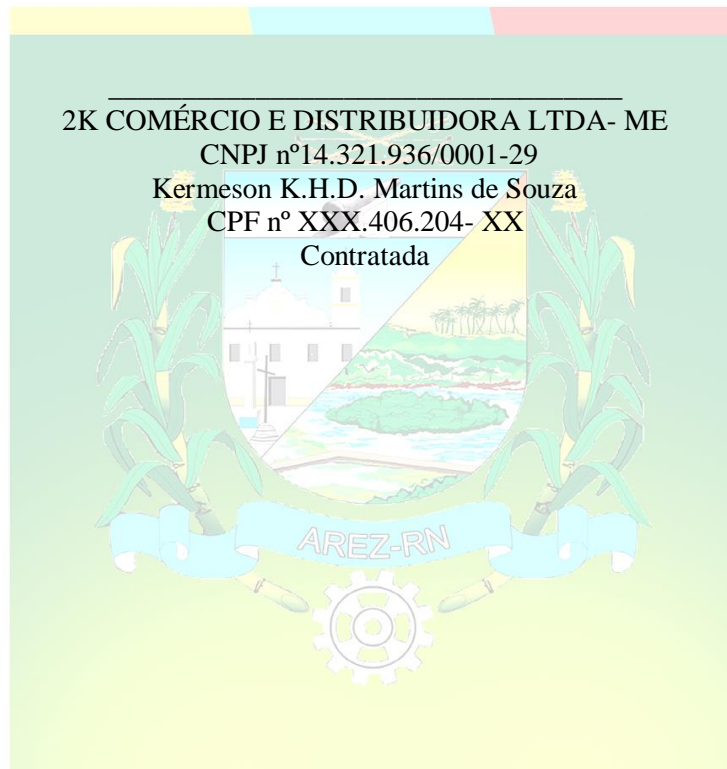 2K COMÉRCIO E DISTRIBUIDORA LTDA- ME
CNPJ nº14.321.936/0001-29
Kermeson K.H.D. Martins de Souza
CPF nº XXX.406.204- XX
Contratada
AREZ-RN